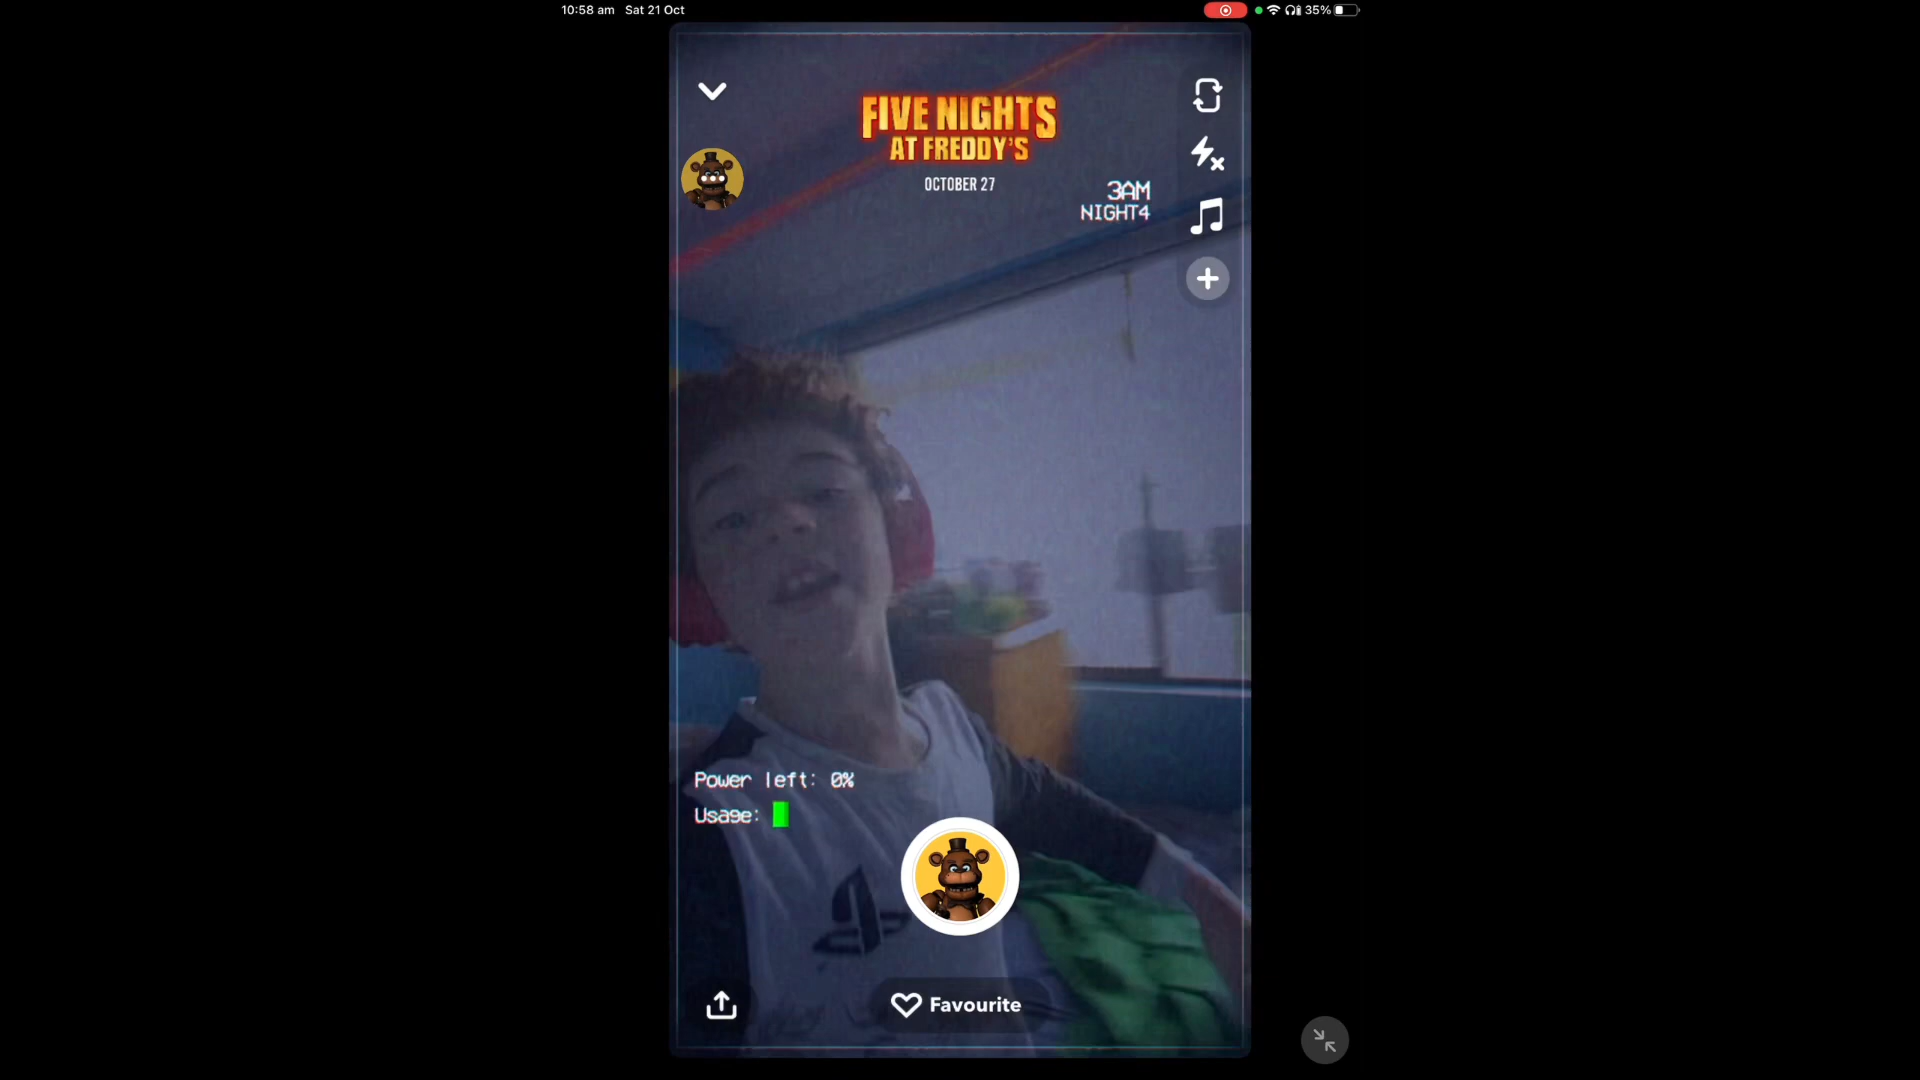 10:58 am Sat 21 Oct
35%
FIVE NIGHTS
AT FREDDY'S
OCTOBER 27
3AM
NIGHT4
Power left: 0%
Usage:
Favourite